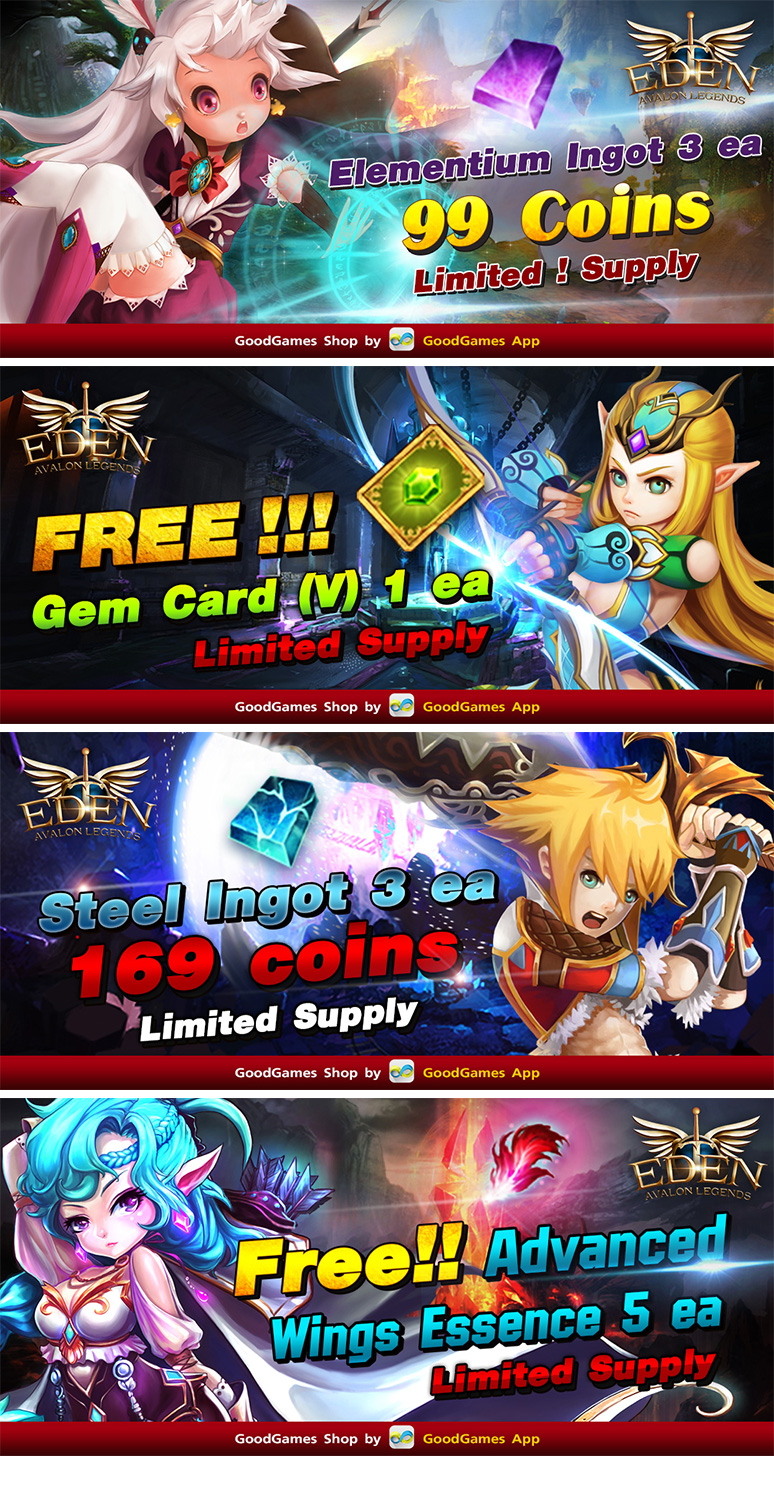 EDEN
AVALON LEGENDS
Elementium Ingot 3 ea
99 Coins
Limited ! Supply
GoodGames Shop by GoodGames App
EDEN
AVALON LEGENDS
FREE !!!
Gem Card (V) 1 ea
Limited Supply
GoodGames Shop by GoodGames App
EDEN
AVALON LEGENDS
Steel Ingot 3 ea
169 coins
Limited Supply
GoodGames Shop by GoodGames App
EDEN
AVALON LEGENDS
Free!! Advanced
Wings Essence 5 ea
Limited Supply
GoodGames Shop by GoodGames App